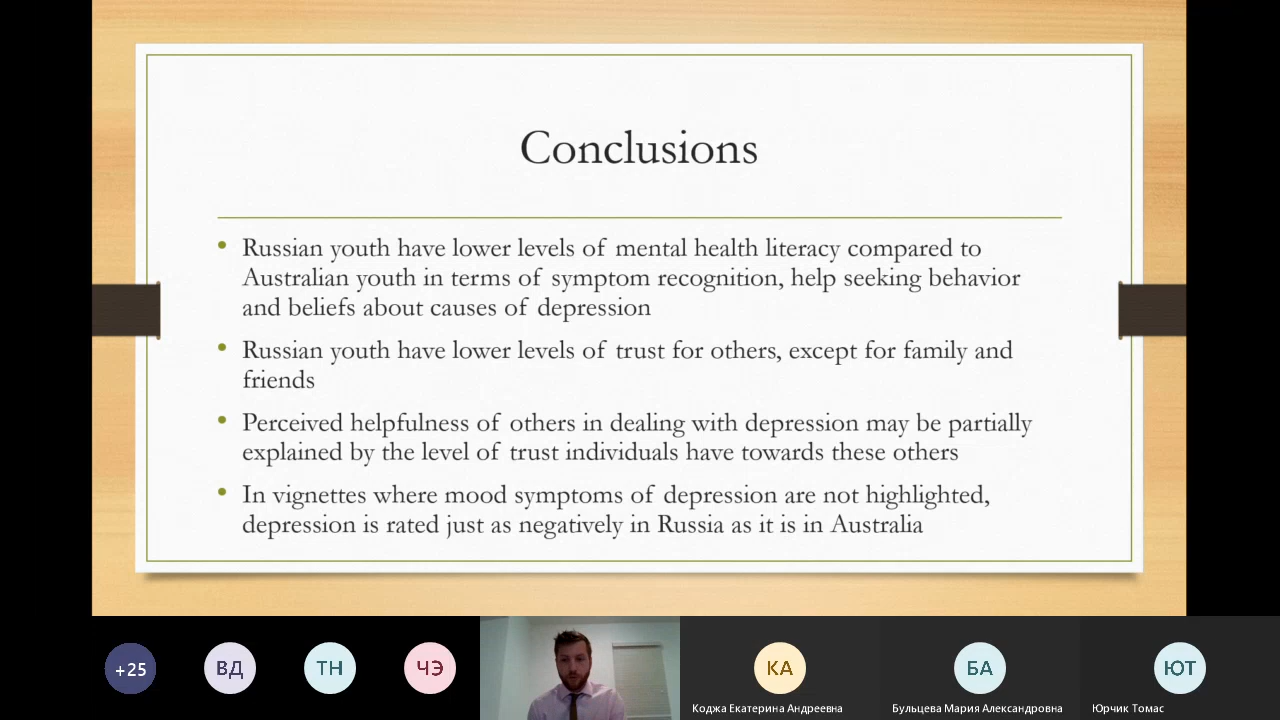 Conclusions
• Russian youth have lower levels of mental health literacy compared to
Australian youth in terms of symptom recognition, help seeking behavior
and beliefs about causes of depression
• Russian youth have lower levels of trust for others, except for family and
friends
• Perceived helpfulness of others in dealing with depression may be partially
explained by the level of trust individuals have towards these others
• In vignettes where mood symptoms of depression are not highlighted,
depression is rated just as negatively in Russia as it is in Australia
+25
ВД
ТН
ЧЭ
КА
БА
ЮТ
Коджа Екатерина Андреевна
Бульцева Мария Александровна
Юрчик Томас